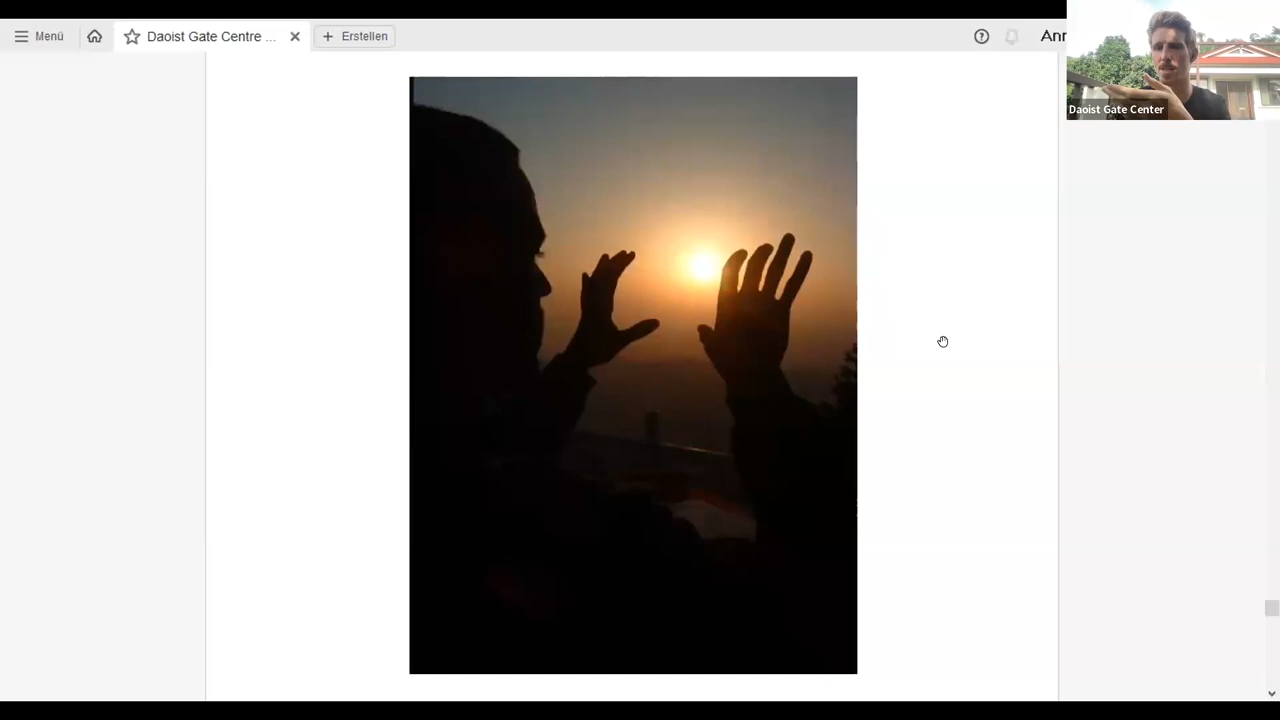 Menü
Daoist Gate Centre ...
Erstellen
Anr
Daoist Gate Center